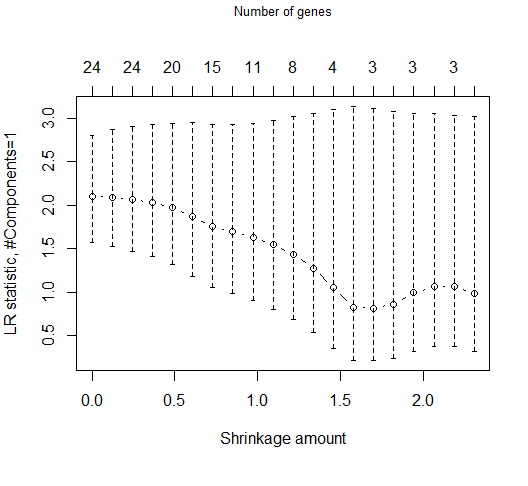 Number of genes
24 24 20 15 11 8 4 3 3 3
3.0
2.5
2.0
1.5
1.0
0.5
LR statistic, #Components=1
0.0 0.5 1.0 1.5 2.0
Shrinkage amount